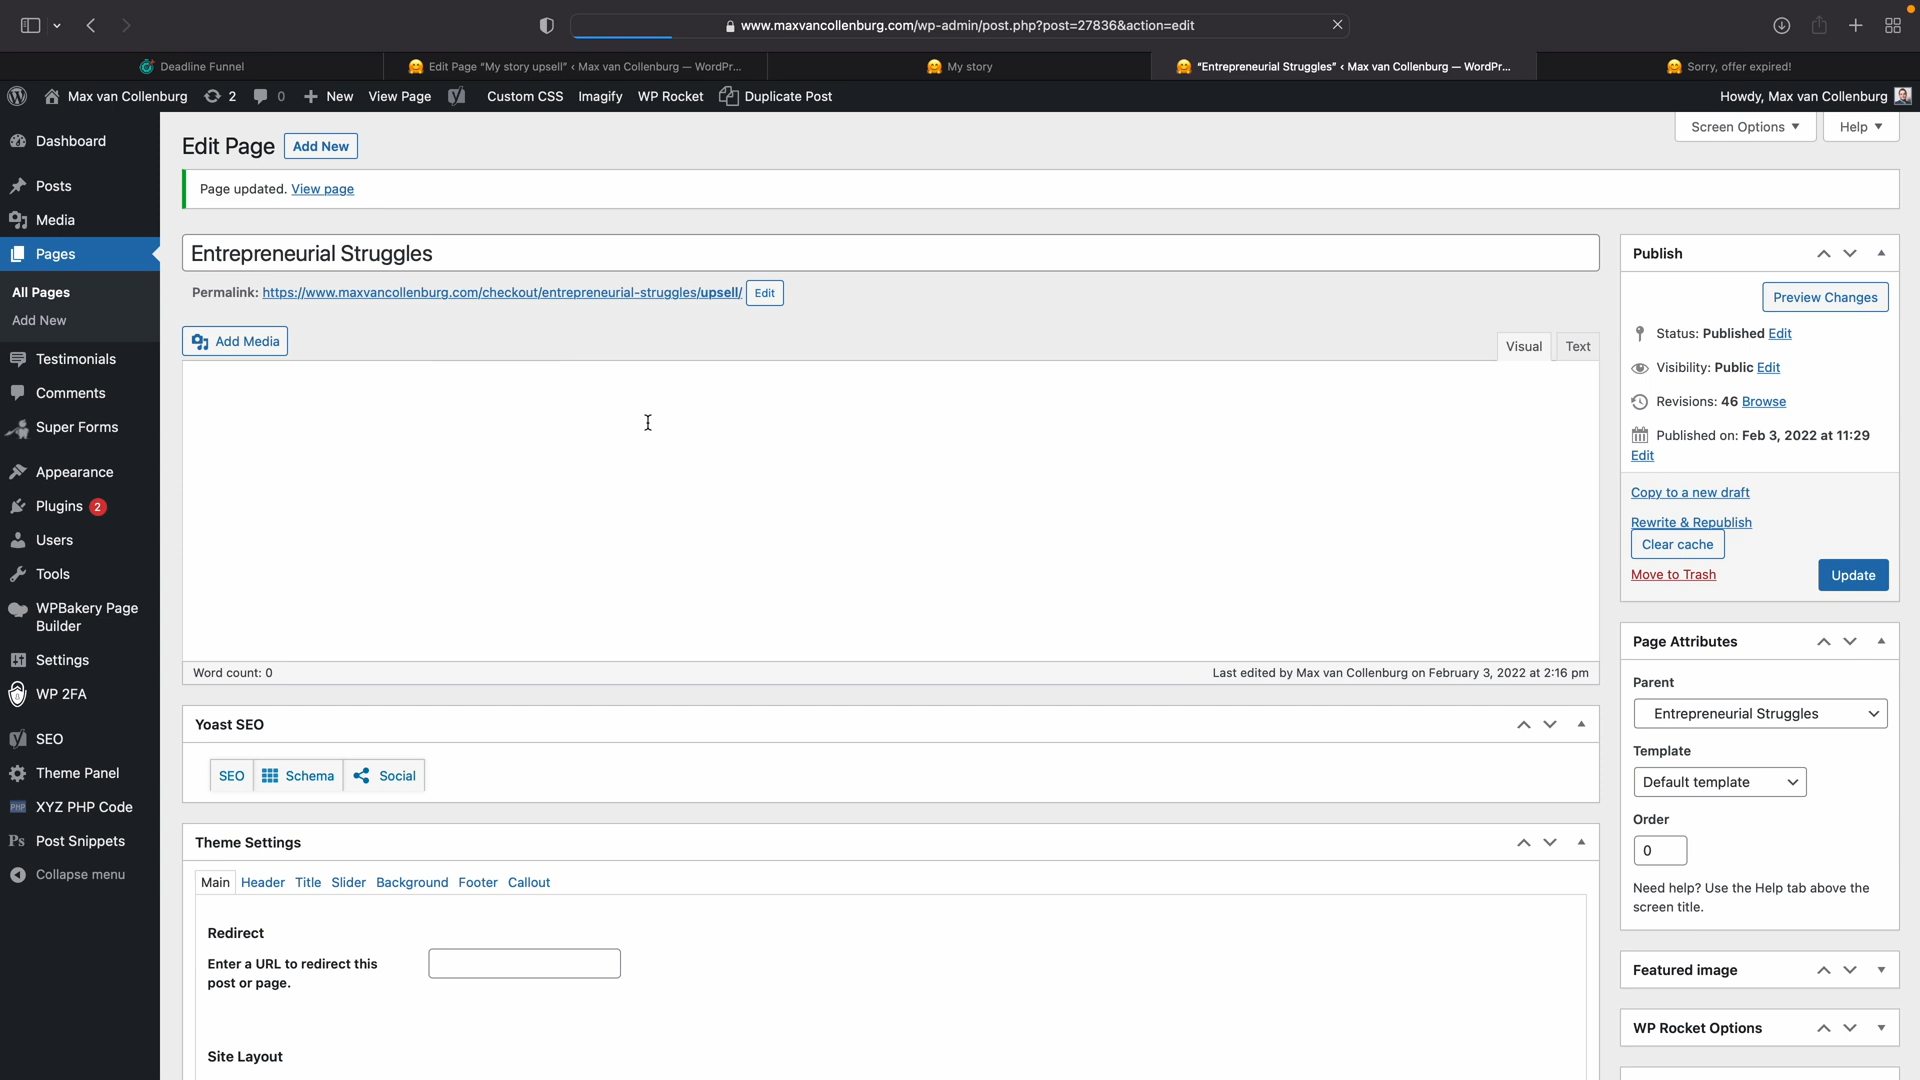 www.maxvancollenburg.com/wp-admin/post.php?post=27836&action=edit
Deadline Funnel
Edit Page "My story upsell" ‹ Max van Collenburg — WordPr...
My story
"Entrepreneurial Struggles" ‹ Max van Collenburg — WordPr...
Sorry, offer expired!
Max van Collenburg
2
0
New
View Page
Custom CSS
Imagify
WP Rocket
Duplicate Post
Howdy, Max van Collenburg
Dashboard
Posts
Media
Pages
All Pages
Add New
Testimonials
Comments
Super Forms
Appearance
Plugins 2
Users
Tools
WPBakery Page
Builder
Settings
WP 2FA
SEO
Theme Panel
PHP XYZ PHP Code
Ps Post Snippets
Collapse menu
Screen Options
Help
Edit Page
Add New
Page updated. View page
Entrepreneurial Struggles
Permalink: https://www.maxvancollenburg.com/checkout/entrepreneurial-struggles/upsell/ Edit
Add Media
Visual
Text
Word count: 0
Last edited by Max van Collenburg on February 3, 2022 at 2:16 pm
Yoast SEO
SEO
Schema
Social
Theme Settings
Main
Header
Title
Slider
Background
Footer
Callout
Redirect
Enter a URL to redirect this
post or page.
Site Layout
Publish
Preview Changes
Status: Published Edit
Visibility: Public Edit
Revisions: 46 Browse
Published on: Feb 3, 2022 at 11:29
Edit
Copy to a new draft
Rewrite & Republish
Clear cache
Move to Trash
Update
Page Attributes
Parent
Entrepreneurial Struggles
Template
Default template
Order
0
Need help? Use the Help tab above the
screen title.
Featured image
WP Rocket Options